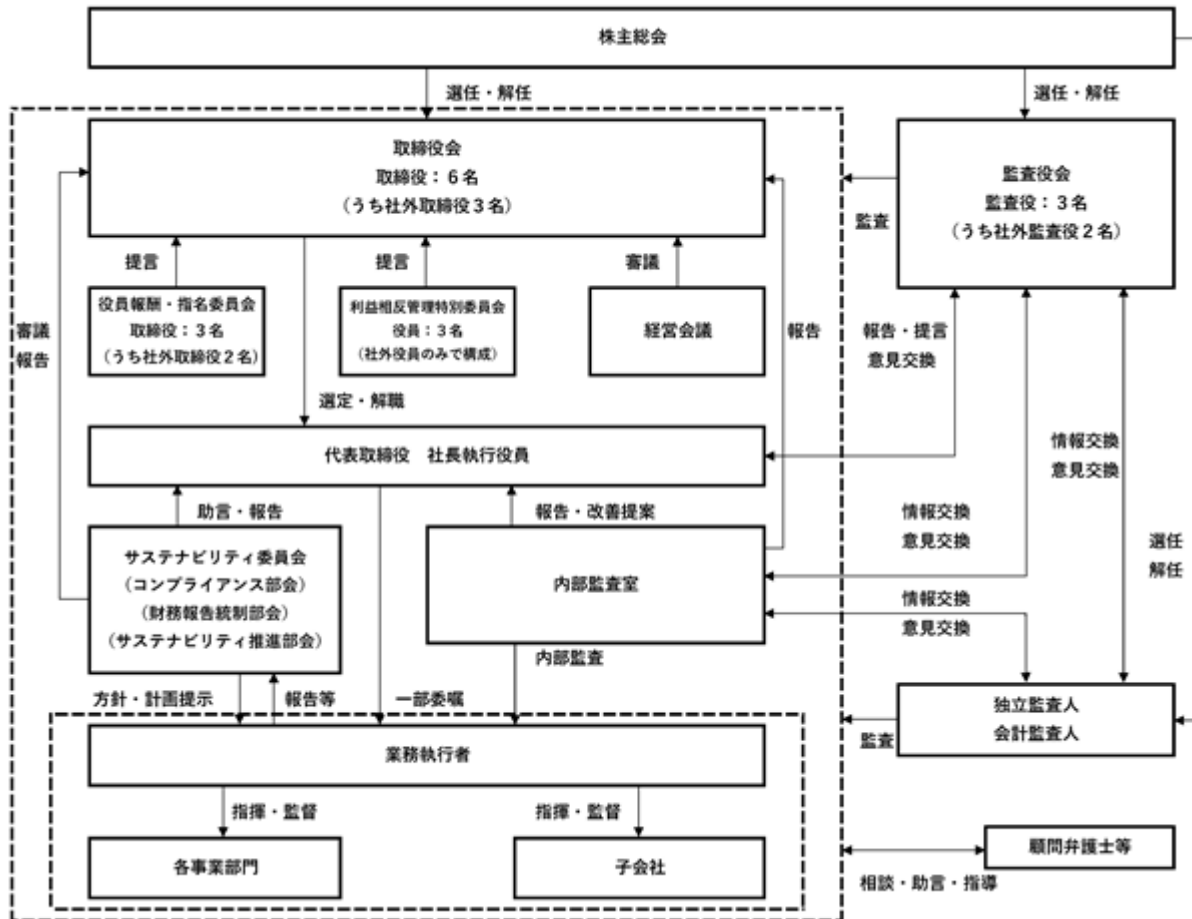 株主総会
選任・解任
選任・解任
取締役会
取締役：６名
（うち社外取締役３名）
監査役会
監査役：３名
（うち社外監査役２名）
監査
提言
提言
審議
役員報酬・指名委員会
取締役：３名
（うち社外取締役２名）
利益相反管理特別委員会
役員：３名
（社外役員のみで構成）
経営会議
審議
報告
報告
報告・提言
意見交換
選定・解職
代表取締役　社長執行役員
情報交換
意見交換
助言・報告
報告・改善提案
情報交換
意見交換
選任
解任
サステナビリティ委員会
（コンプライアンス部会）
（財務報告統制部会）
（サステナビリティ推進部会）
内部監査室
情報交換
意見交換
内部監査
方針・計画提示
報告等
一部委嘱
独立監査人
会計監査人
監査
業務執行者
指揮・監督
指揮・監督
各事業部門
子会社
顧問弁護士等
相談・助言・指導